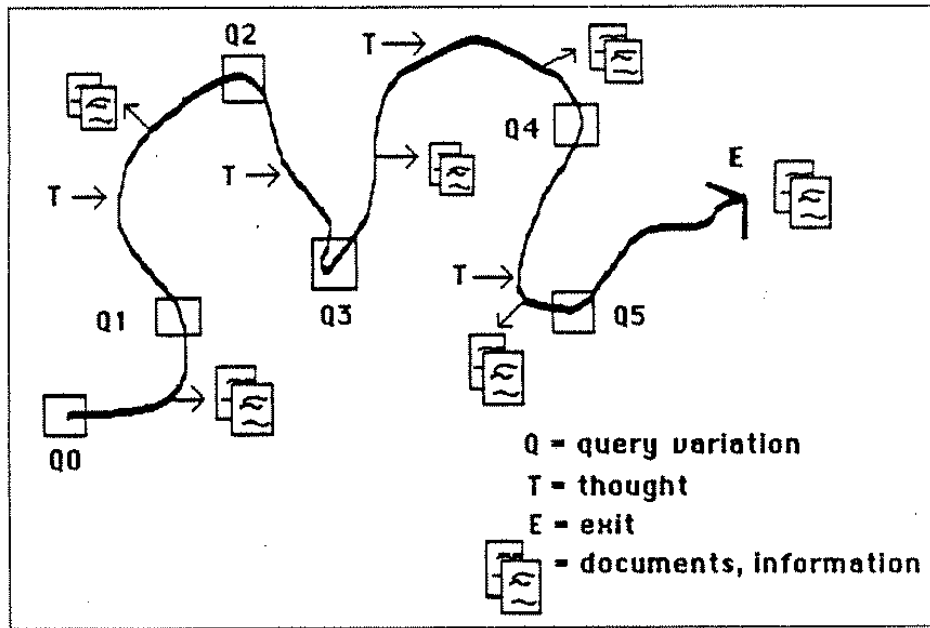 Q2
T
T
Q4
E
T
T
Q1
Q3
T
Q5
Q0
Q = query variation
T = thought
E = exit
= documents, information